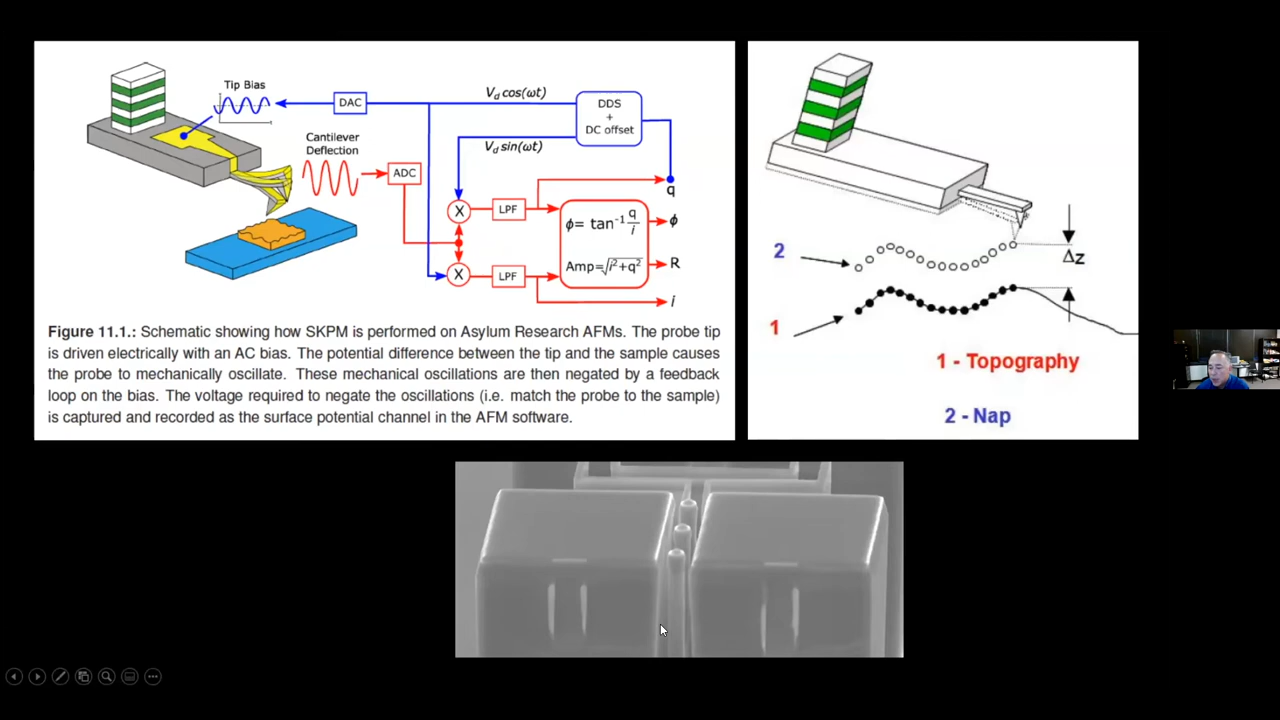 Tip Bias
Cantilever
Deflection
DAC
ADC
V_d cos(ωt)
V_d sin(ωt)
DDS
+
DC offset
X
LPF
X
LPF
ϕ= tan⁻¹ q/i
Amp=√i²+q²
q
ϕ
R
i
Figure 11.1.: Schematic showing how SKPM is performed on Asylum Research AFMs. The probe tip
is driven electrically with an AC bias. The potential difference between the tip and the sample causes
the probe to mechanically oscillate. These mechanical oscillations are then negated by a feedback
loop on the bias. The voltage required to negate the oscillations (i.e. match the probe to the sample)
is captured and recorded as the surface potential channel in the AFM software.
2
Δz
1
1 - Topography
2 - Nap